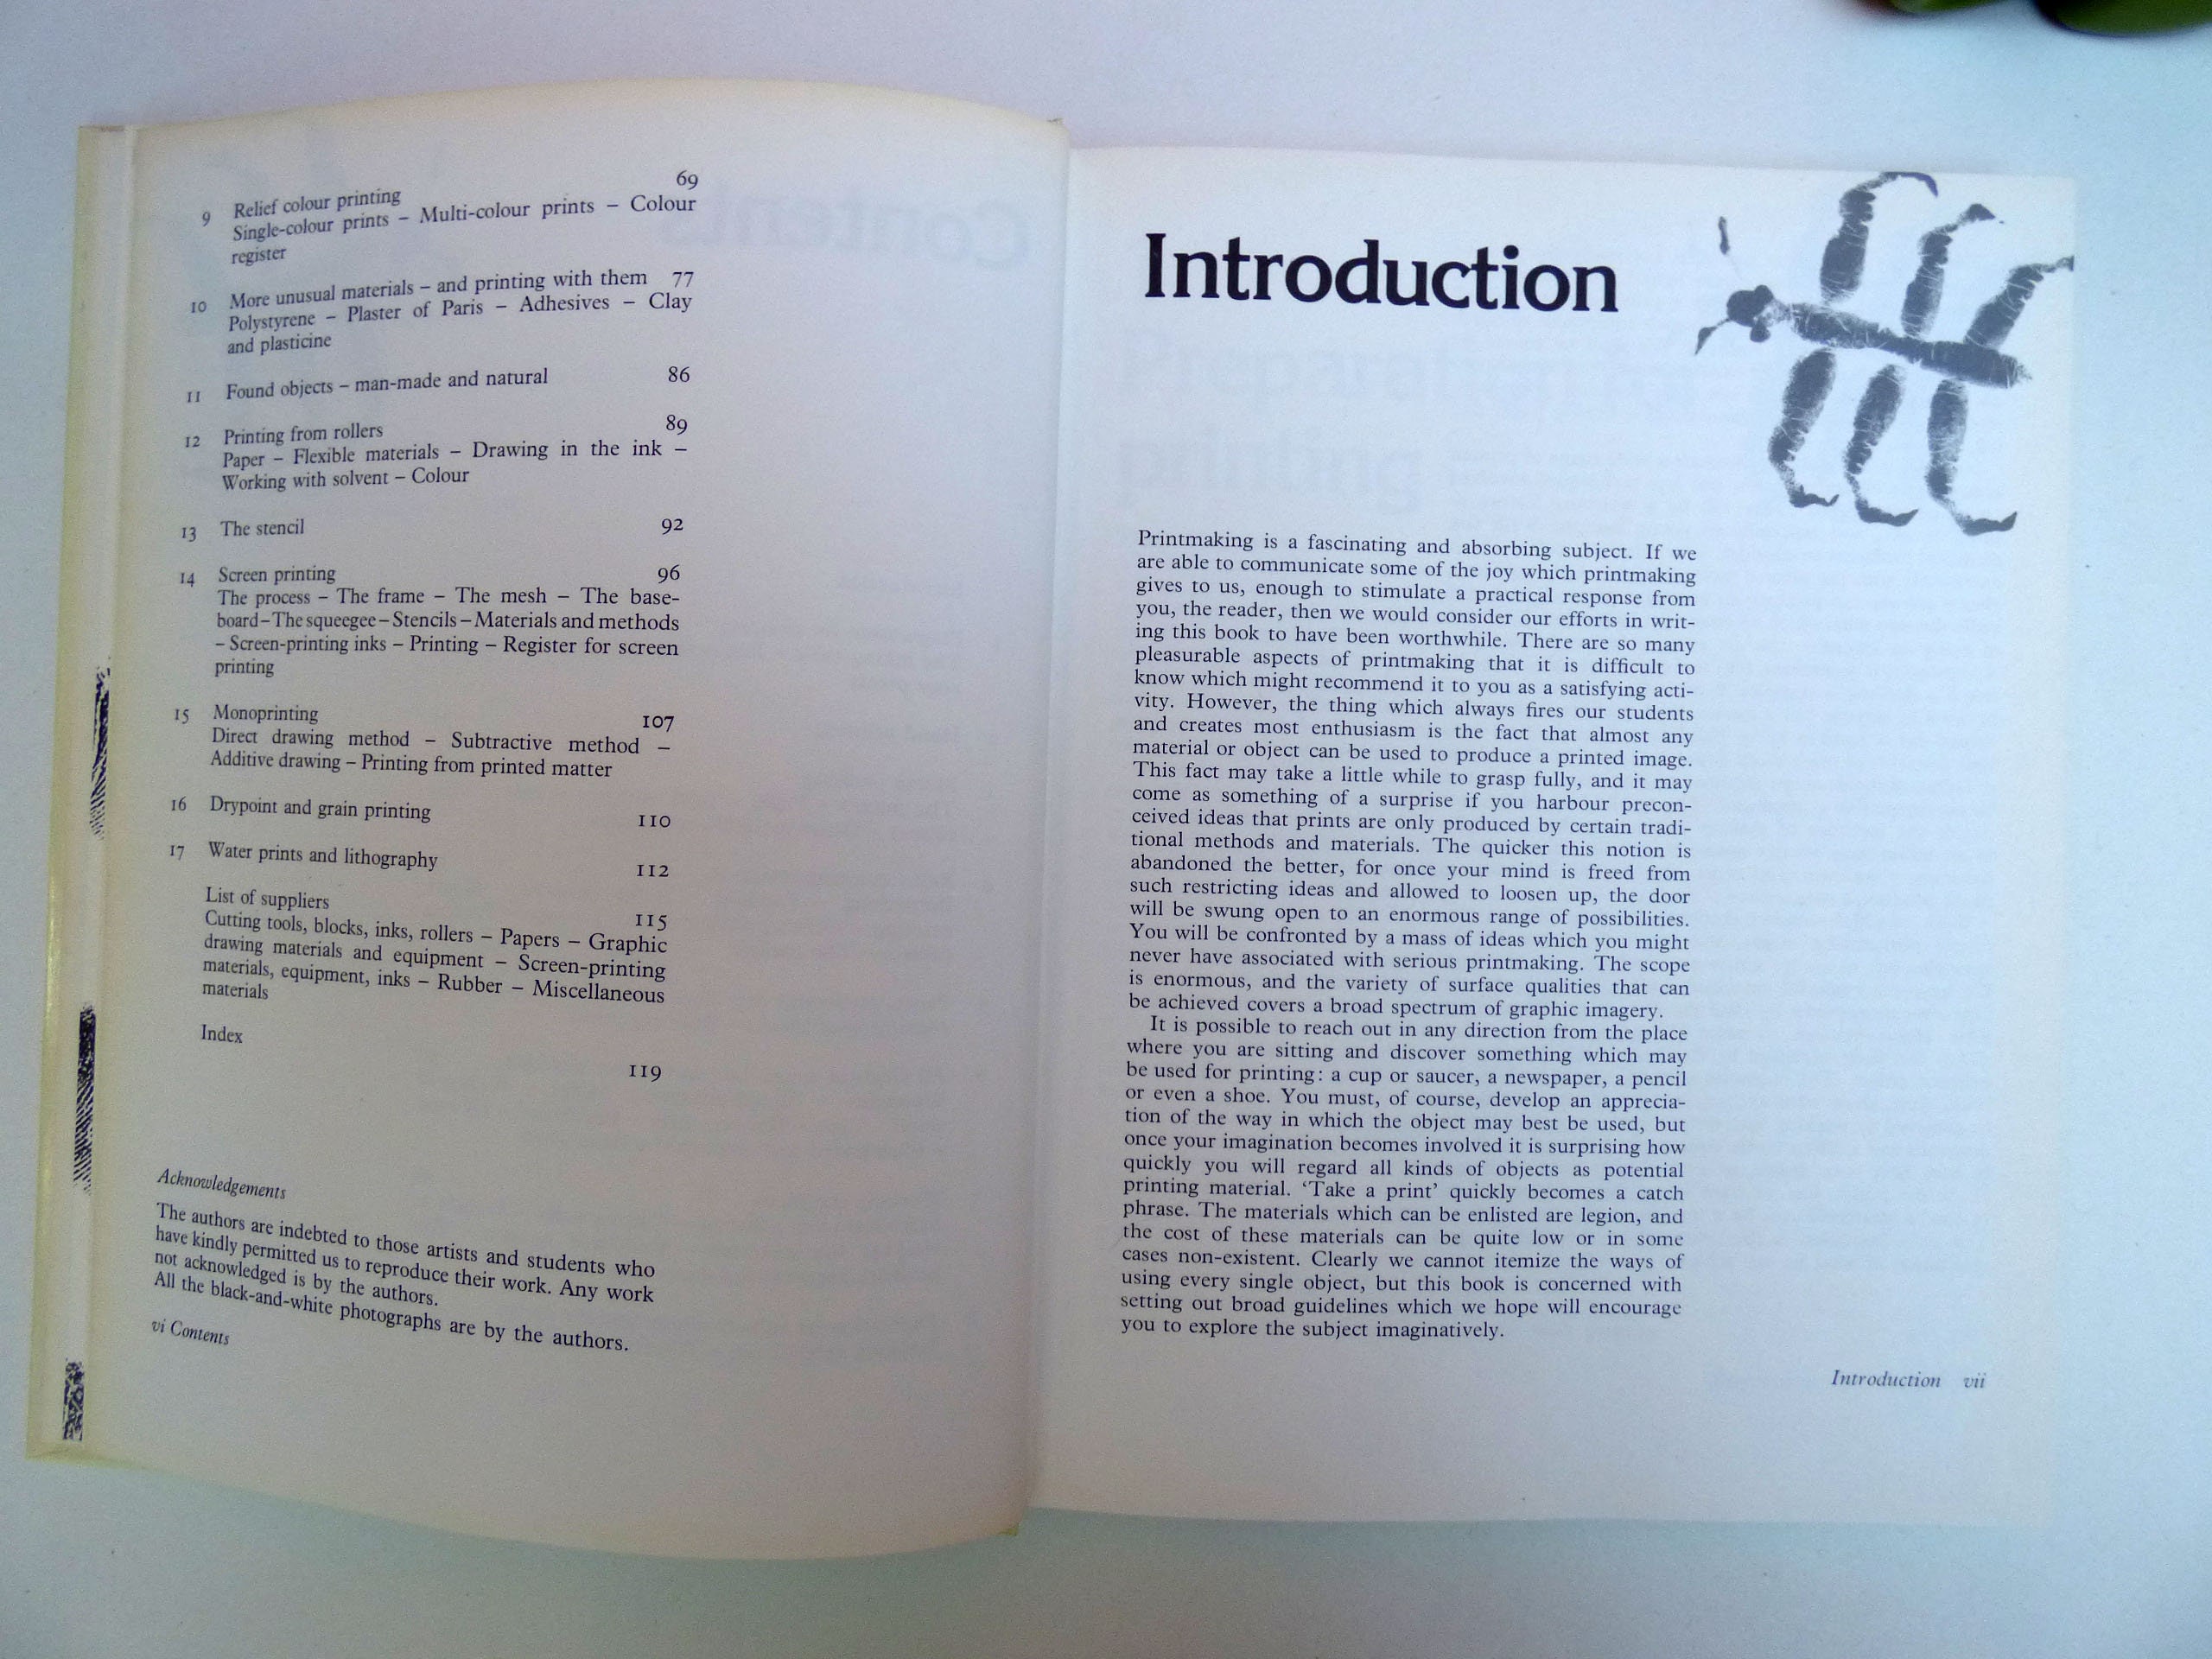 9 Relief colour printing 69
Single-colour prints – Multi-colour prints – Colour
register
10 More unusual materials – and printing with them 77
Polystyrene – Plaster of Paris – Adhesives – Clay
and plasticine
11 Found objects – man-made and natural 86
12 Printing from rollers 89
Paper – Flexible materials – Drawing in the ink –
Working with solvent – Colour
13 The stencil 92
14 Screen printing 96
The process – The frame – The mesh – The base-
board – The squeegee – Stencils – Materials and methods
– Screen-printing inks – Printing – Register for screen
printing
15 Monoprinting 107
Direct drawing method – Subtractive method –
Additive drawing – Printing from printed matter
16 Drypoint and grain printing 110
17 Water prints and lithography 112
List of suppliers 115
Cutting tools, blocks, inks, rollers – Papers – Graphic
drawing materials and equipment – Screen-printing
materials, equipment, inks – Rubber – Miscellaneous
materials
Index 119
Acknowledgements
The authors are indebted to those artists and students who
have kindly permitted us to reproduce their work. Any work
not acknowledged is by the authors.
All the black-and-white photographs are by the authors.
vi Contents
Introduction
Printmaking is a fascinating and absorbing subject. If we
are able to communicate some of the joy which printmaking
gives to us, enough to stimulate a practical response from
you, the reader, then we would consider our efforts in writ-
ing this book to have been worthwhile. There are so many
pleasurable aspects of printmaking that it is difficult to
know which might recommend it to you as a satisfying acti-
vity. However, the thing which always fires our students
and creates most enthusiasm is the fact that almost any
material or object can be used to produce a printed image.
This fact may take a little while to grasp fully, and it may
come as something of a surprise if you harbour precon-
ceived ideas that prints are only produced by certain tradi-
tional methods and materials. The quicker this notion is
abandoned the better, for once your mind is freed from
such restricting ideas and allowed to loosen up, the door
will be swung open to an enormous range of possibilities.
You will be confronted by a mass of ideas which you might
never have associated with serious printmaking. The scope
is enormous, and the variety of surface qualities that can
be achieved covers a broad spectrum of graphic imagery.
It is possible to reach out in any direction from the place
where you are sitting and discover something which may
be used for printing: a cup or saucer, a newspaper, a pencil
or even a shoe. You must, of course, develop an apprecia-
tion of the way in which the object may best be used, but
once your imagination becomes involved it is surprising how
quickly you will regard all kinds of objects as potential
printing material. ‘Take a print’ quickly becomes a catch
phrase. The materials which can be enlisted are legion, and
the cost of these materials can be quite low or in some
cases non-existent. Clearly we cannot itemize the ways of
using every single object, but this book is concerned with
setting out broad guidelines which we hope will encourage
you to explore the subject imaginatively.
Introduction vii